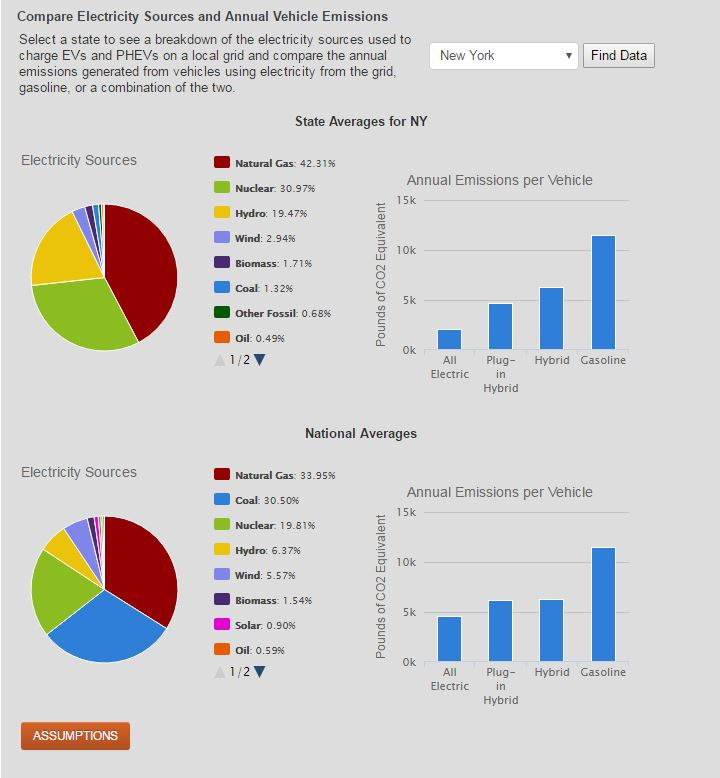 Compare Electricity Sources and Annual Vehicle Emissions
Select a state to see a breakdown of the electricity sources used to
charge EVs and PHEVs on a local grid and compare the annual
emissions generated from vehicles using electricity from the grid,
gasoline, or a combination of the two.
New York
Find Data
State Averages for NY
Electricity Sources
Natural Gas: 42.31%
Nuclear: 30.97%
Hydro: 19.47%
Wind: 2.94%
Biomass: 1.71%
Coal: 1.32%
Other Fossil: 0.68%
Oil: 0.49%
1/2
Annual Emissions per Vehicle
Pounds of CO2 Equivalent
15k
10k
5k
0k
All
Electric
Plug-
in
Hybrid
Hybrid
Gasoline
National Averages
Electricity Sources
Natural Gas: 33.95%
Coal: 30.50%
Nuclear: 19.81%
Hydro: 6.37%
Wind: 5.57%
Biomass: 1.54%
Solar: 0.90%
Oil: 0.59%
1/2
Annual Emissions per Vehicle
Pounds of CO2 Equivalent
15k
10k
5k
0k
All
Electric
Plug-
in
Hybrid
Hybrid
Gasoline
ASSUMPTIONS